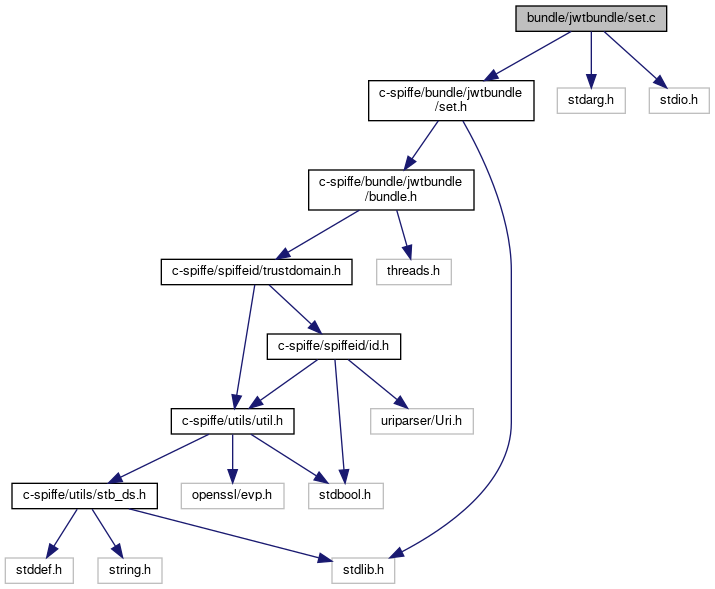 bundle/jwtbundle/set.c
c-spiffe/bundle/jwtbundle
/set.h
stdarg.h
stdio.h
c-spiffe/bundle/jwtbundle
/bundle.h
c-spiffe/spiffeid/trustdomain.h
threads.h
c-spiffe/spiffeid/id.h
c-spiffe/utils/util.h
uriparser/Uri.h
c-spiffe/utils/stb_ds.h
openssl/evp.h
stdbool.h
stddef.h
string.h
stdlib.h